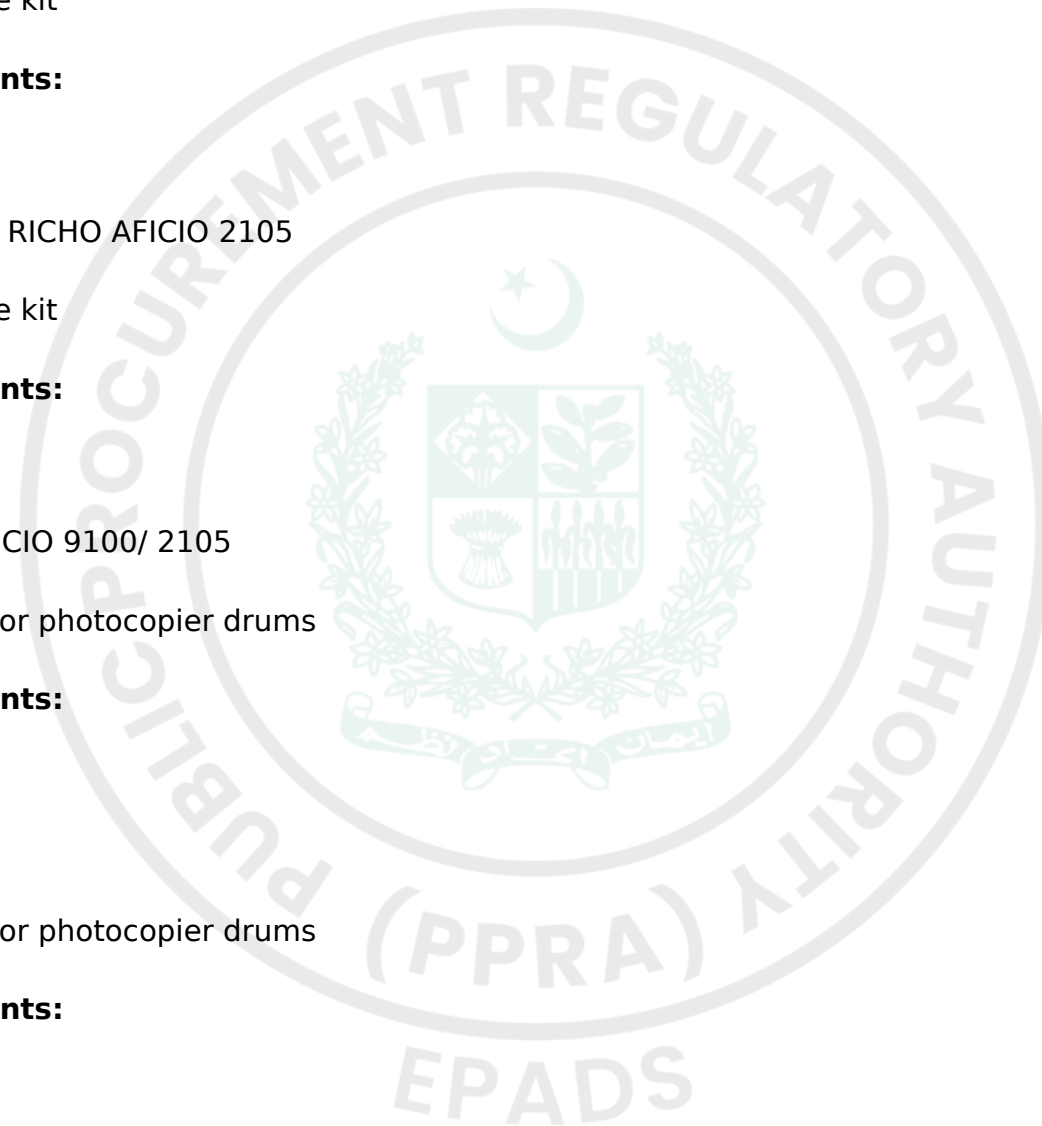 e kit
nts:
RICHO AFICIO 2105
e kit
nts:
CIO 9100/ 2105
or photocopier drums
nts:
or photocopier drums
nts:
PUBLIC PROCUREMENT REGULATORY AUTHORITY
(PPRA)
EPADS